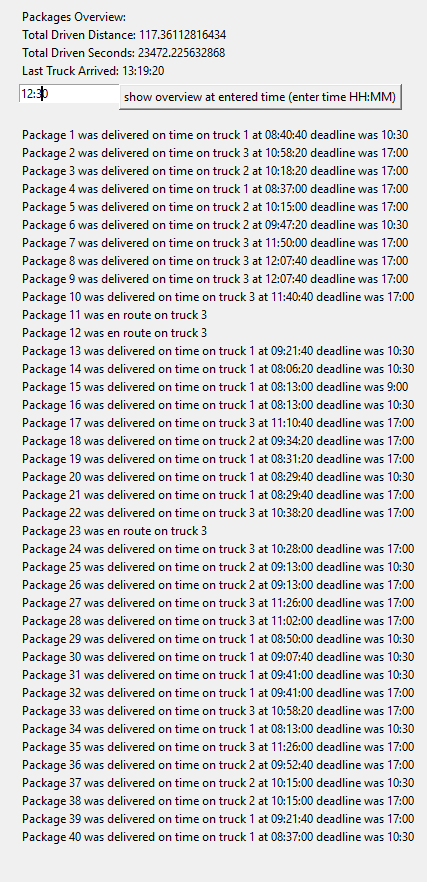 Packages Overview:
Total Driven Distance: 117.36112816434
Total Driven Seconds: 23472.225632868
Last Truck Arrived: 13:19:20
12:30 show overview at entered time (enter time HH:MM)
Package 1 was delivered on time on truck 1 at 08:40:40 deadline was 10:30
Package 2 was delivered on time on truck 3 at 10:58:20 deadline was 17:00
Package 3 was delivered on time on truck 2 at 10:18:20 deadline was 17:00
Package 4 was delivered on time on truck 1 at 08:37:00 deadline was 17:00
Package 5 was delivered on time on truck 2 at 10:15:00 deadline was 17:00
Package 6 was delivered on time on truck 2 at 09:47:20 deadline was 10:30
Package 7 was delivered on time on truck 3 at 11:50:00 deadline was 17:00
Package 8 was delivered on time on truck 3 at 12:07:40 deadline was 17:00
Package 9 was delivered on time on truck 3 at 12:07:40 deadline was 17:00
Package 10 was delivered on time on truck 3 at 11:40:40 deadline was 17:00
Package 11 was en route on truck 3
Package 12 was en route on truck 3
Package 13 was delivered on time on truck 1 at 09:21:40 deadline was 10:30
Package 14 was delivered on time on truck 1 at 08:06:20 deadline was 10:30
Package 15 was delivered on time on truck 1 at 08:13:00 deadline was 9:00
Package 16 was delivered on time on truck 1 at 08:13:00 deadline was 10:30
Package 17 was delivered on time on truck 3 at 11:10:40 deadline was 17:00
Package 18 was delivered on time on truck 2 at 09:34:20 deadline was 17:00
Package 19 was delivered on time on truck 1 at 08:31:20 deadline was 17:00
Package 20 was delivered on time on truck 1 at 08:29:40 deadline was 10:30
Package 21 was delivered on time on truck 1 at 08:29:40 deadline was 17:00
Package 22 was delivered on time on truck 3 at 10:38:20 deadline was 17:00
Package 23 was en route on truck 3
Package 24 was delivered on time on truck 3 at 10:28:00 deadline was 17:00
Package 25 was delivered on time on truck 2 at 09:13:00 deadline was 10:30
Package 26 was delivered on time on truck 2 at 09:13:00 deadline was 17:00
Package 27 was delivered on time on truck 3 at 11:26:00 deadline was 17:00
Package 28 was delivered on time on truck 3 at 11:02:00 deadline was 17:00
Package 29 was delivered on time on truck 1 at 08:50:00 deadline was 10:30
Package 30 was delivered on time on truck 1 at 09:07:40 deadline was 10:30
Package 31 was delivered on time on truck 1 at 09:41:00 deadline was 10:30
Package 32 was delivered on time on truck 1 at 09:41:00 deadline was 17:00
Package 33 was delivered on time on truck 3 at 10:58:20 deadline was 17:00
Package 34 was delivered on time on truck 1 at 08:13:00 deadline was 10:30
Package 35 was delivered on time on truck 3 at 11:26:00 deadline was 17:00
Package 36 was delivered on time on truck 2 at 09:52:40 deadline was 17:00
Package 37 was delivered on time on truck 2 at 10:15:00 deadline was 10:30
Package 38 was delivered on time on truck 2 at 10:15:00 deadline was 17:00
Package 39 was delivered on time on truck 1 at 09:21:40 deadline was 17:00
Package 40 was delivered on time on truck 1 at 08:37:00 deadline was 10:30